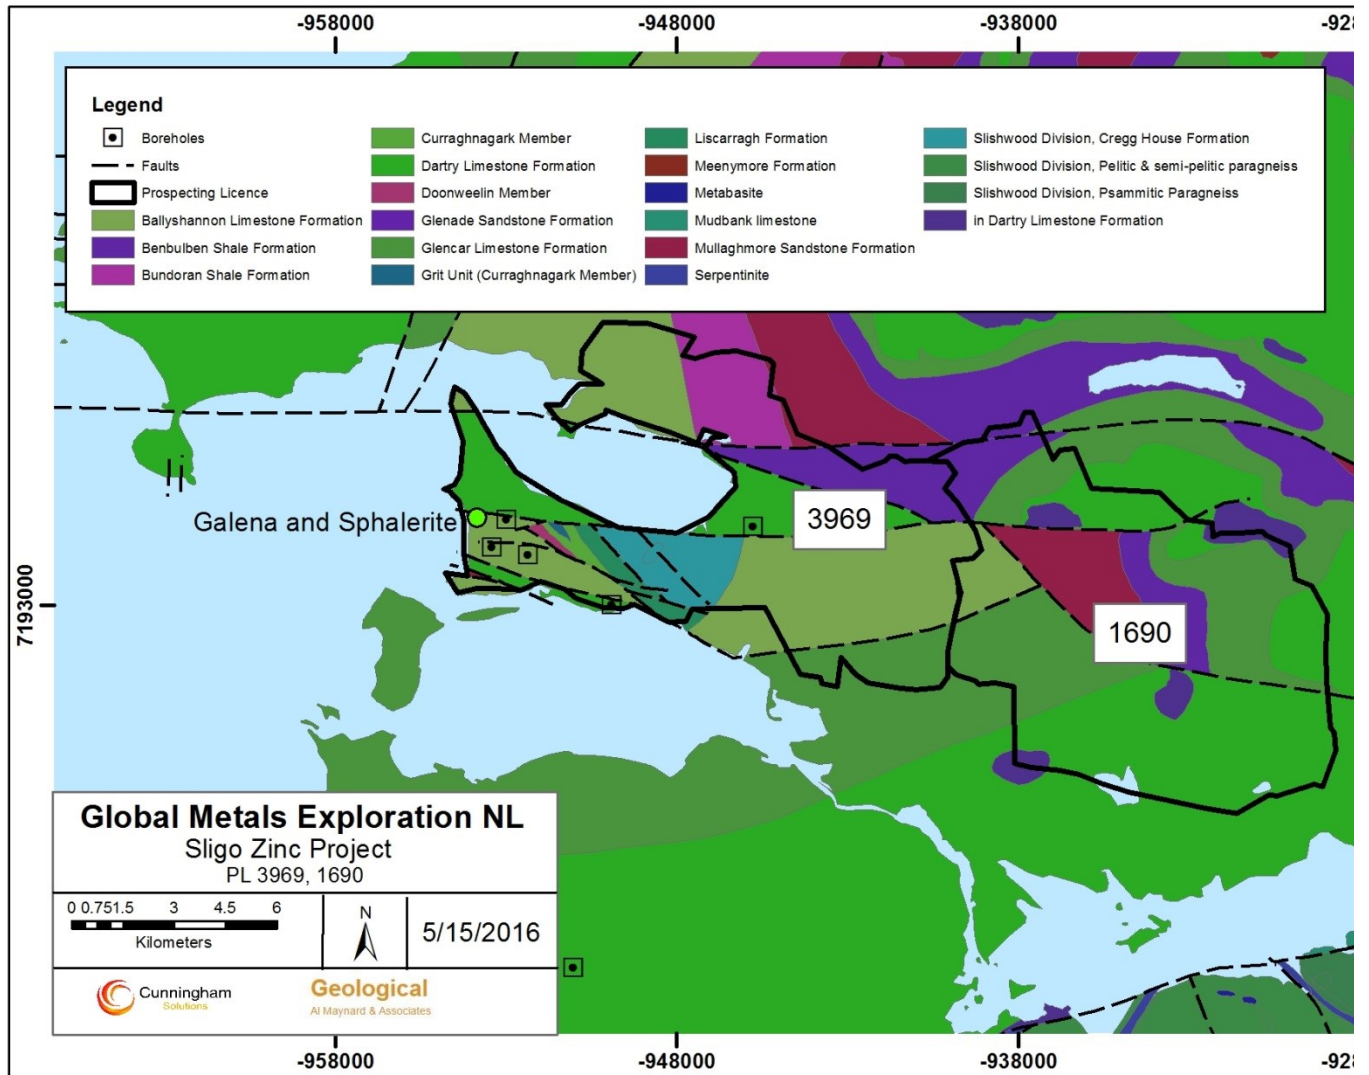 -958000
-948000
-938000
-928
Legend
Boreholes
Faults
Prospecting Licence
Ballyshannon Limestone Formation
Benbulben Shale Formation
Bundoran Shale Formation
Curraghnagark Member
Dartry Limestone Formation
Doonweelin Member
Glenade Sandstone Formation
Glencar Limestone Formation
Grit Unit (Curraghnagark Member)
Liscarragh Formation
Meenymore Formation
Metabasite
Mudbank limestone
Mullaghmore Sandstone Formation
Serpentinite
Slishwood Division, Cregg House Formation
Slishwood Division, Pelitic & semi-pelitic paragneiss
Slishwood Division, Psammitic Paragneiss
in Dartry Limestone Formation
3969
Galena and Sphalerite
7193000
1690
Global Metals Exploration NL
Sligo Zinc Project
PL 3969, 1690
0 0.751.5 3 4.5 6
Kilometers
N
5/15/2016
Cunningham
Solutions
Geological
Al Maynard & Associates
-958000
-948000
-938000
-928